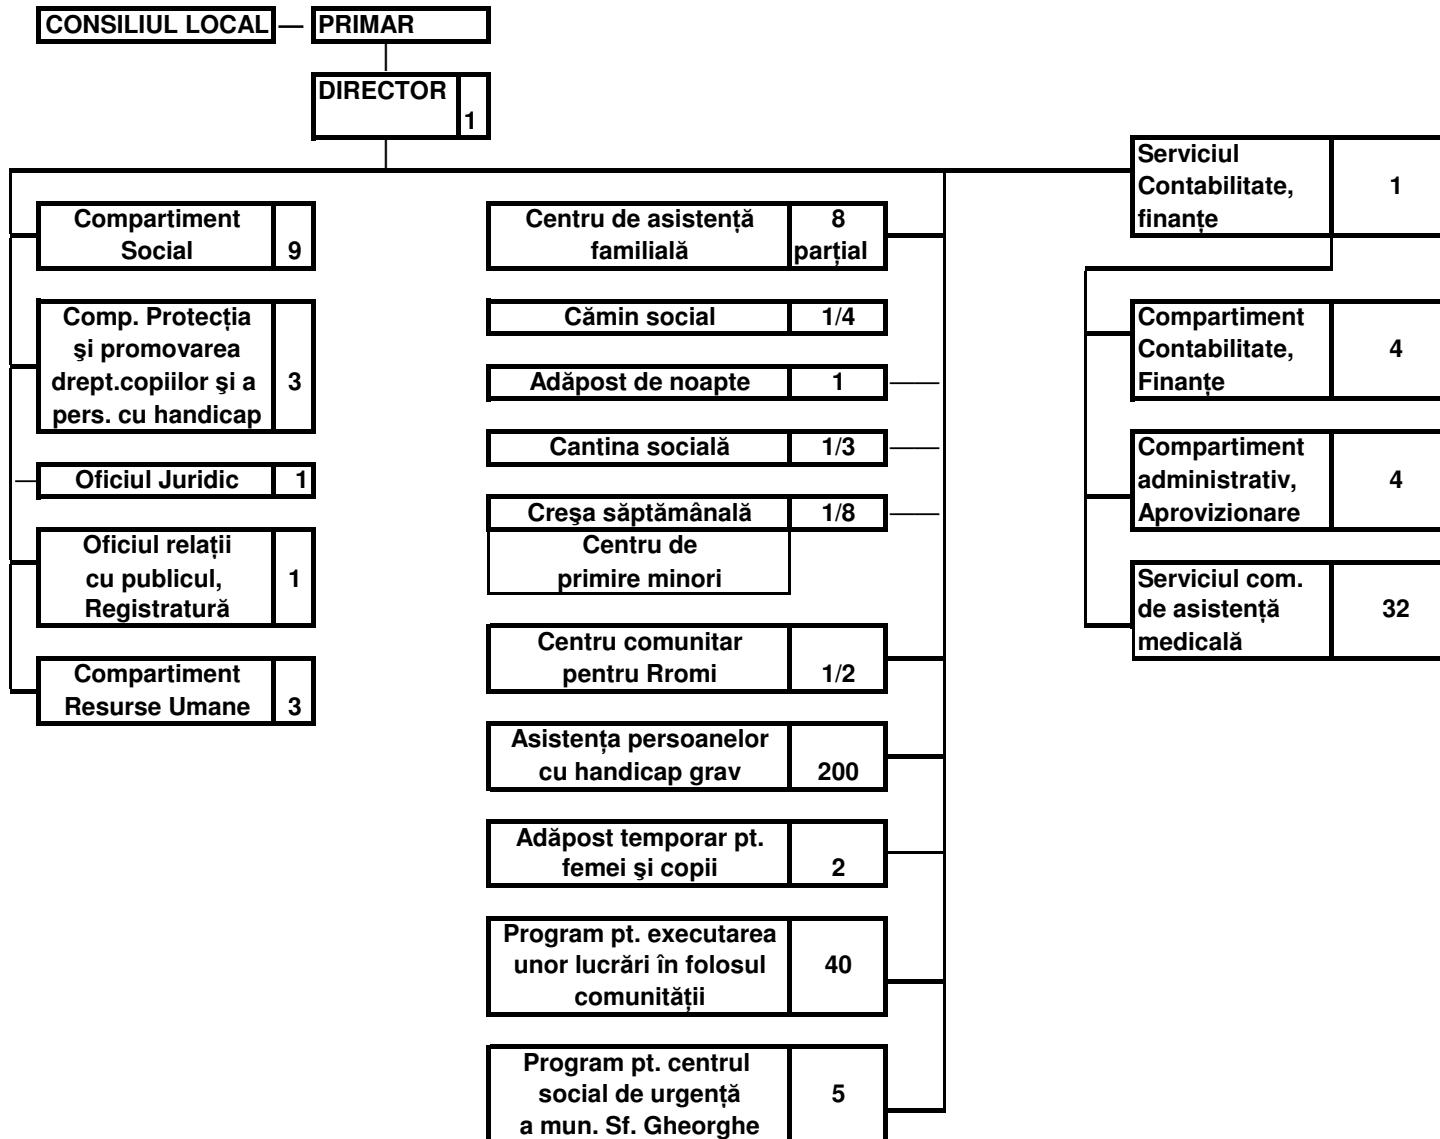 CONSILIUL LOCAL — PRIMAR
DIRECTOR
1
Compartiment
Social 9
Comp. Protecția
şi promovarea
drept.copiilor şi a 3
pers. cu handicap
Oficiul Juridic 1
Oficiul relații
cu publicul, 1
Registratură
Compartiment
Resurse Umane 3
Centru de asistență 8
familială parțial
Cămin social 1/4
Adăpost de noapte 1
Cantina socială 1/3
Creşa săptămânală 1/8
Centru de
primire minori
Centru comunitar
pentru Rromi 1/2
Asistența persoanelor
cu handicap grav 200
Adăpost temporar pt.
femei şi copii 2
Program pt. executarea
unor lucrări în folosul 40
comunității
Program pt. centrul
social de urgență 5
a mun. Sf. Gheorghe
Serviciul
Contabilitate, 1
finanțe
Compartiment
Contabilitate, 4
Finanțe
Compartiment
administrativ, 4
Aprovizionare
Serviciul com.
de asistență 32
medicală